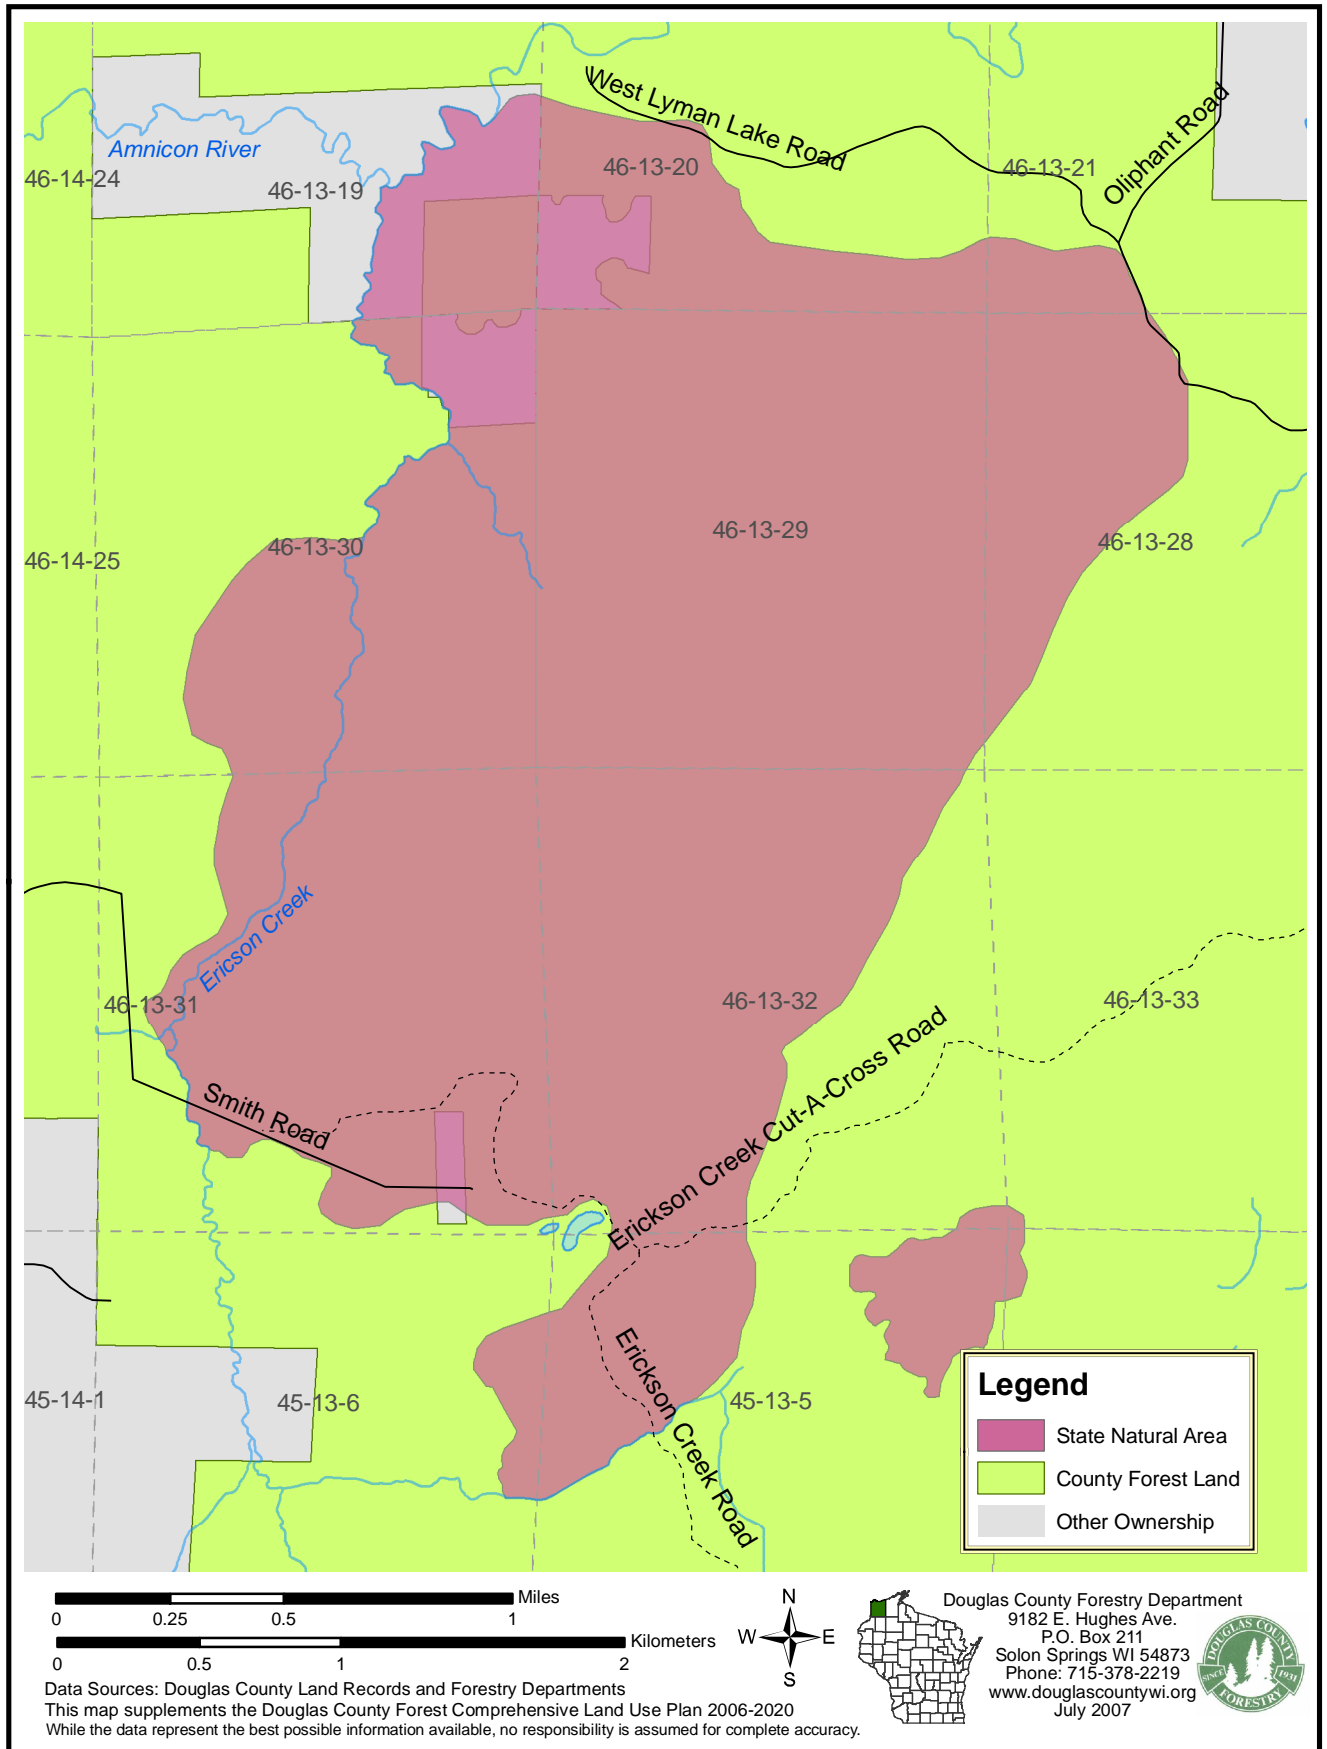 West Lyman Lake Road
Oliphant Road
Amnicon River
46-14-24
46-13-19
46-13-20
46-13-21
46-14-25
46-13-30
46-13-29
46-13-28
Ericson Creek
46-13-31
46-13-32
46-13-33
Smith Road
Erickson Creek Cut-A-Cross Road
Erickson Creek Road
45-14-1
45-13-6
45-13-5
Legend
State Natural Area
County Forest Land
Other Ownership
Miles
0 0.25 0.5 1
Kilometers
0 0.5 1 2
N
W E
S
Data Sources: Douglas County Land Records and Forestry Departments
This map supplements the Douglas County Forest Comprehensive Land Use Plan 2006-2020
While the data represent the best possible information available, no responsibility is assumed for complete accuracy.
Douglas County Forestry Department
9182 E. Hughes Ave.
P.O. Box 211
Solon Springs WI 54873
Phone: 715-378-2219
www.douglascountywi.org
July 2007
DOUGLAS COUNTY
SINCE 1931
FORESTRY